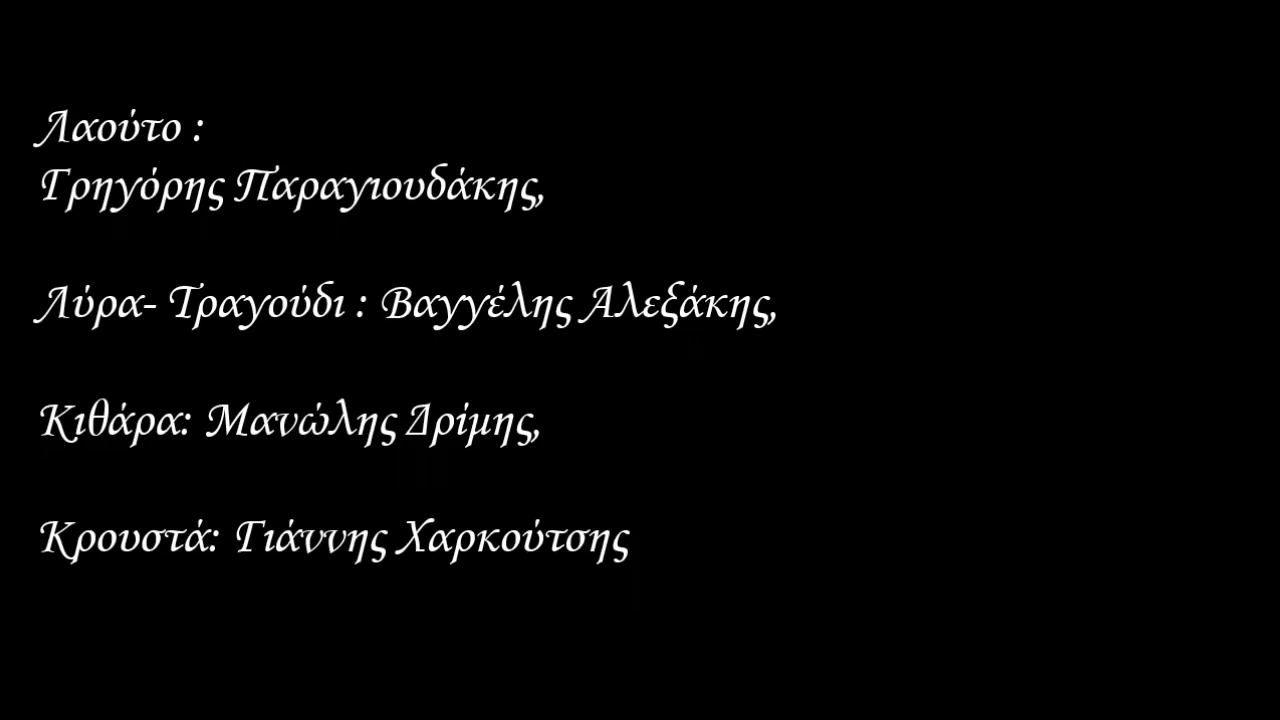 Λαούτο :
Γρηγόρης Παραγιουδάκης,
Λύρα- Τραγούδι : Βαγγέλης Αλεξάκης,
Κιθάρα: Μανώλης Δρίμης,
Κρουστά: Γιάννης Χαρκούτσης